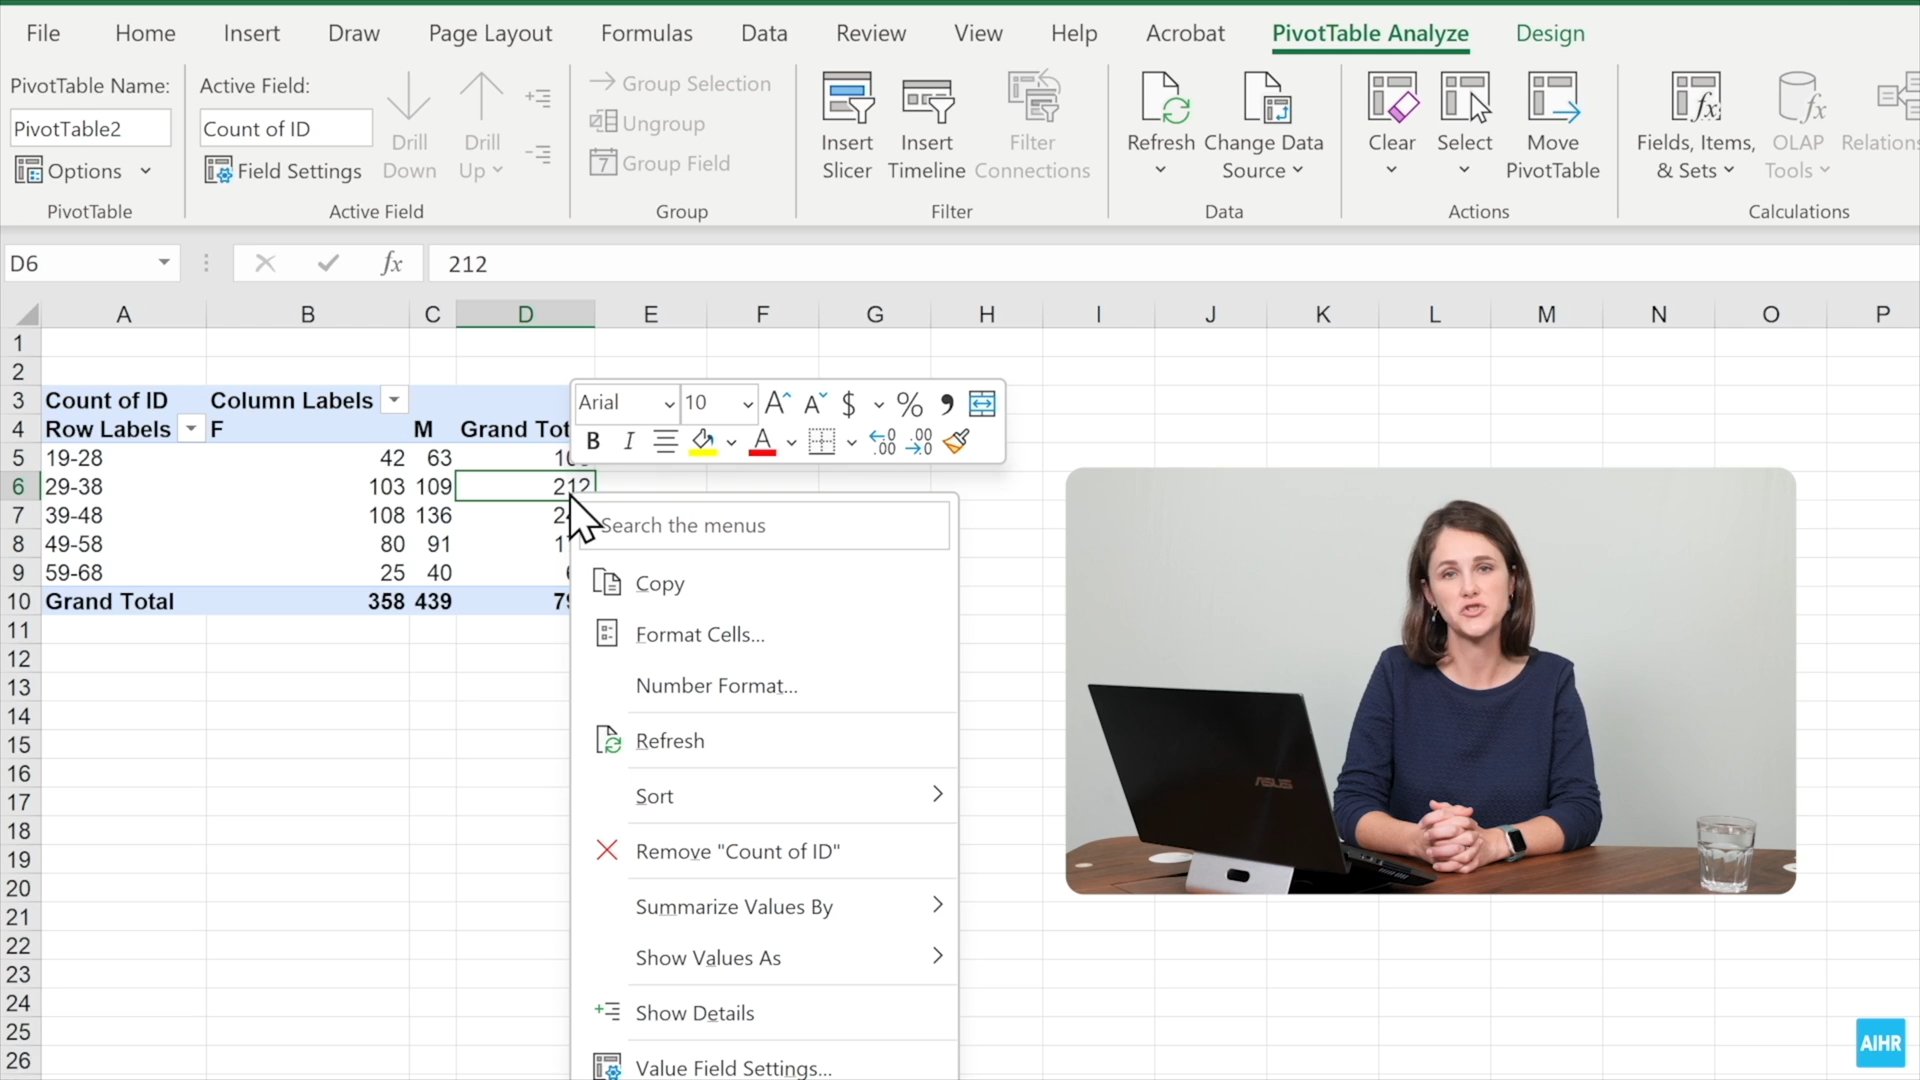 File Home Insert Draw Page Layout Formulas Data Review View Help Acrobat PivotTable Analyze Design
PivotTable Name:
PivotTable2
Options
PivotTable
Active Field:
Count of ID
Field Settings
Drill Down
Drill Up
Active Field
Group Selection
Ungroup
7 Group Field
Group
Insert Slicer
Insert Timeline
Filter Connections
Filter
Refresh
Change Data Source
Data
Clear
Select
Move PivotTable
Actions
Fields, Items, & Sets
OLAP Tools
Calculations
D6 fx 212
A B C D E F G H I J K L M N O P
1
2
3 Count of ID Column Labels
4 Row Labels F M Grand
5 19-28 42 63
6 29-38 103 109 212
7 39-48 108 136
8 49-58 80 91
9 59-68 25 40
10 Grand Total 358 439
11
12
13
14
15
16
17
18
19
20
21
22
23
24
25
26
Arial 10 A A $ % ,
B I A .00 .00
Search the menus
Copy
Format Cells...
Number Format...
Refresh
Sort
Remove "Count of ID"
Summarize Values By
Show Values As
Show Details
Value Field Settings...
ASUS
AIHR